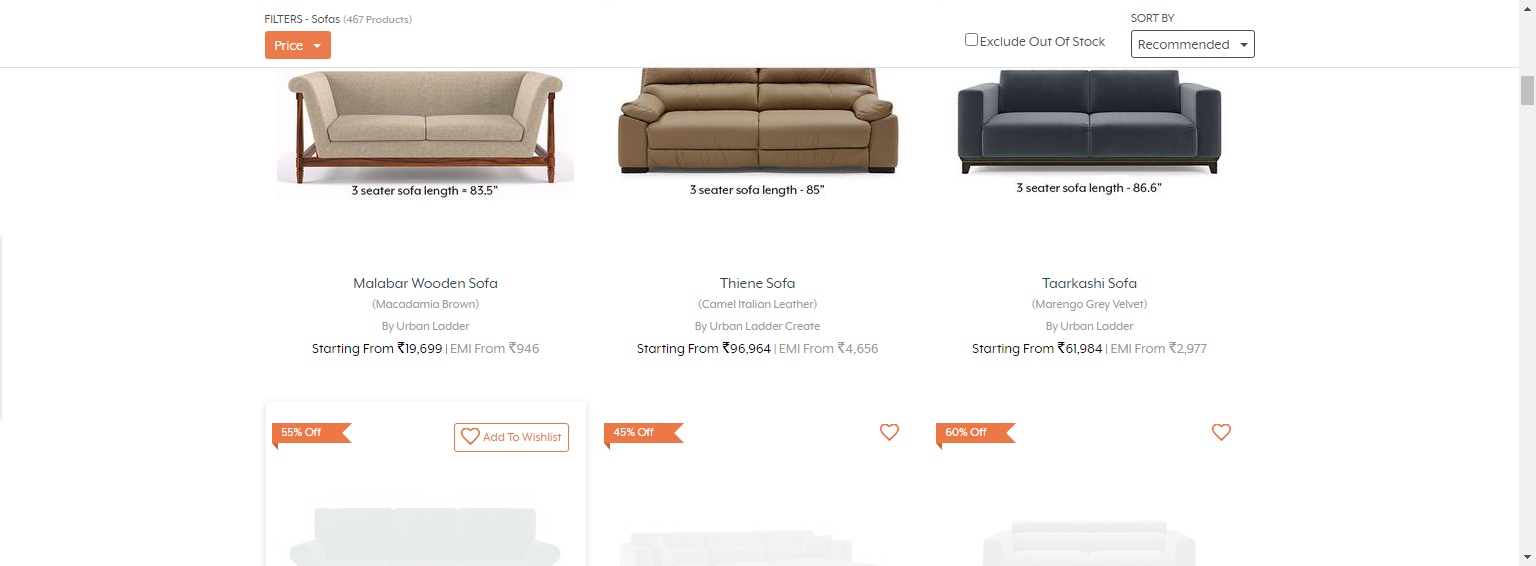 FILTERS - Sofas (467 Products)
SORT BY
Price
Exclude Out Of Stock
Recommended
3 seater sofa length = 83.5”
3 seater sofa length - 85”
3 seater sofa length - 86.6”
Malabar Wooden Sofa
(Macadamia Brown)
By Urban Ladder
Starting From ₹19,699 | EMI From ₹946
Thiene Sofa
(Camel Italian Leather)
By Urban Ladder Create
Starting From ₹96,964 | EMI From ₹4,656
Taarkashi Sofa
(Marengo Grey Velvet)
By Urban Ladder
Starting From ₹61,984 | EMI From ₹2,977
55% Off
Add To Wishlist
45% Off
60% Off